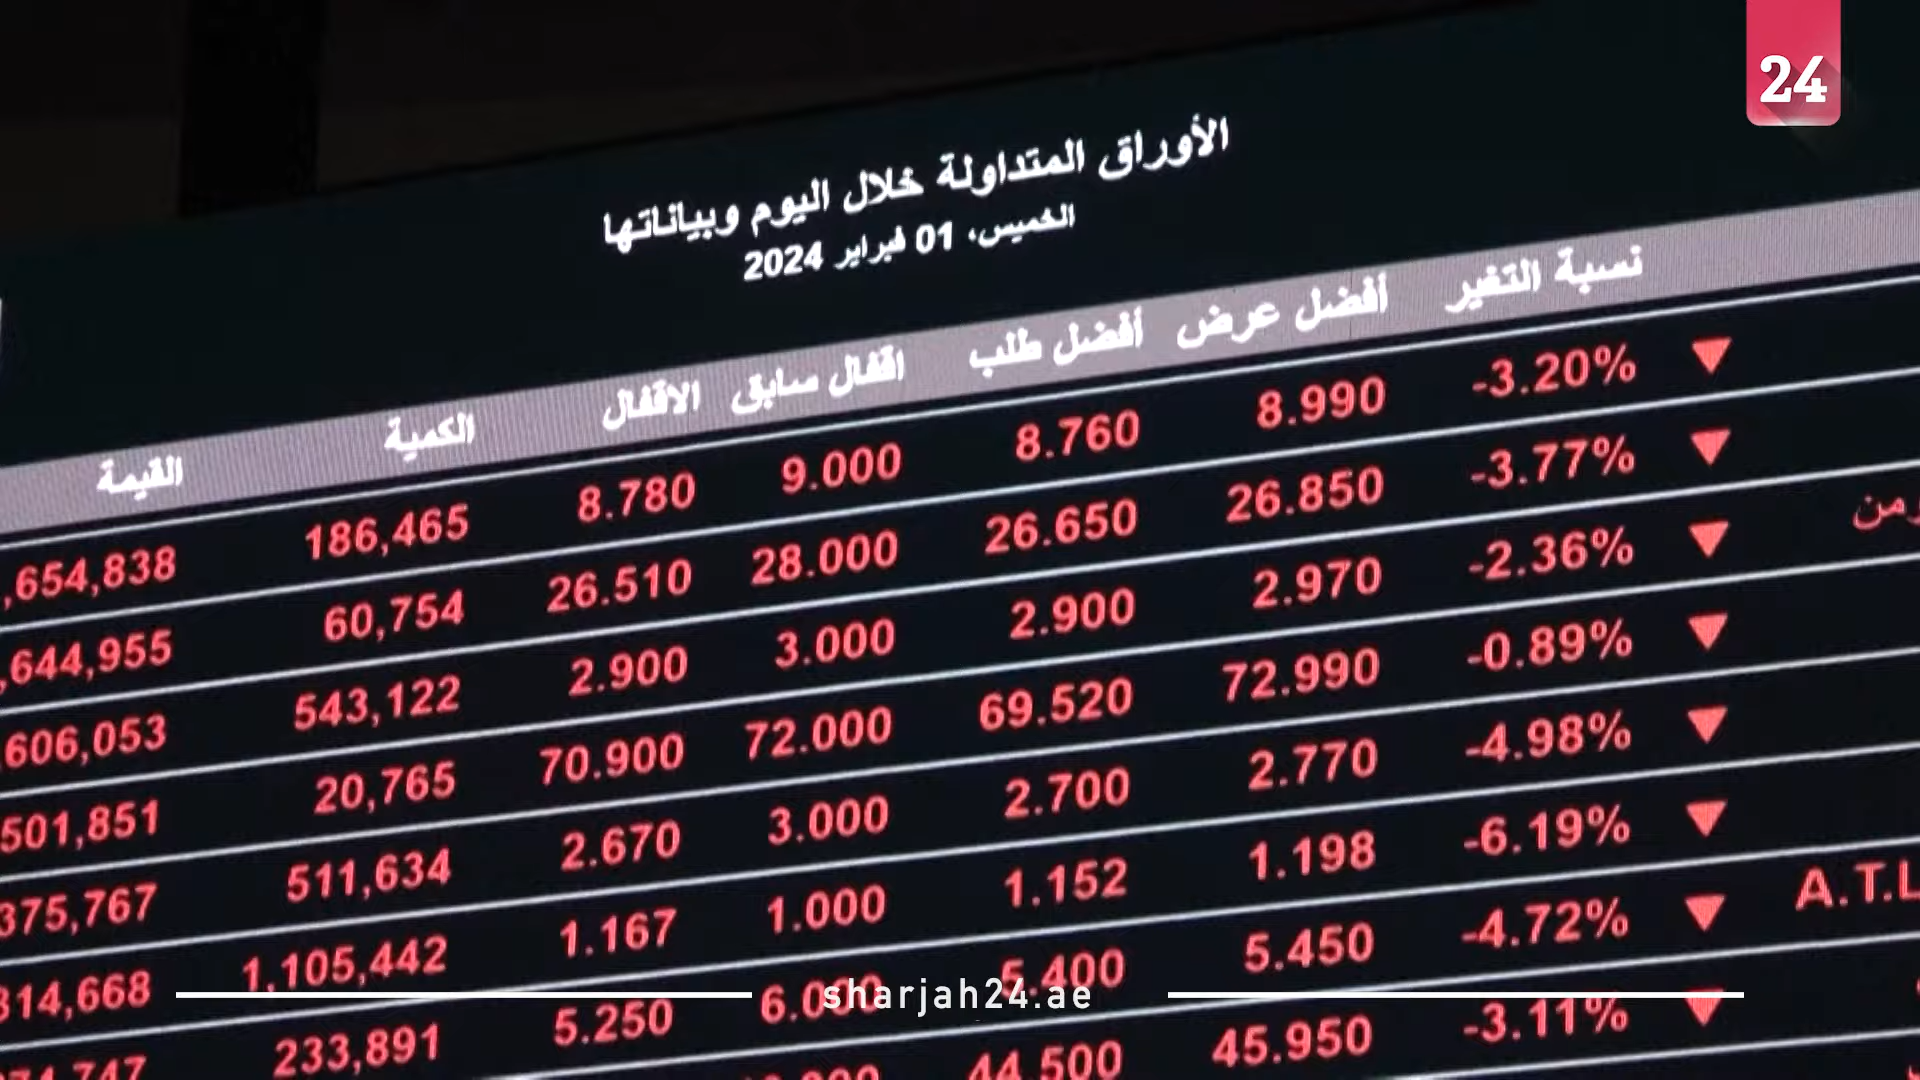 24
الأوراق المتداولة خلال اليوم وبياناتها
الخميس، 01 فبراير 2024
نسبة التغير أفضل عرض أفضل طلب اقفال سابق الاقفال الكمية القيمة
-3.20% 8.990 8.760 9.000 8.780 186,465 ,654,838
-3.77% 26.850 26.650 28.000 26.510 60,754 ,644,955
-2.36% 2.970 2.900 3.000 2.900 543,122 606,053
-0.89% 72.990 69.520 72.000 70.900 20,765 501,851
-4.98% 2.770 2.700 3.000 2.670 511,634 375,767
A.T.L -6.19% 1.198 1.152 1.000 1.167 1,105,442 314,668
-4.72% 5.450 5.400 6.000 5.250 233,891
-3.11% 45.950 44.500
sharjah24.ae